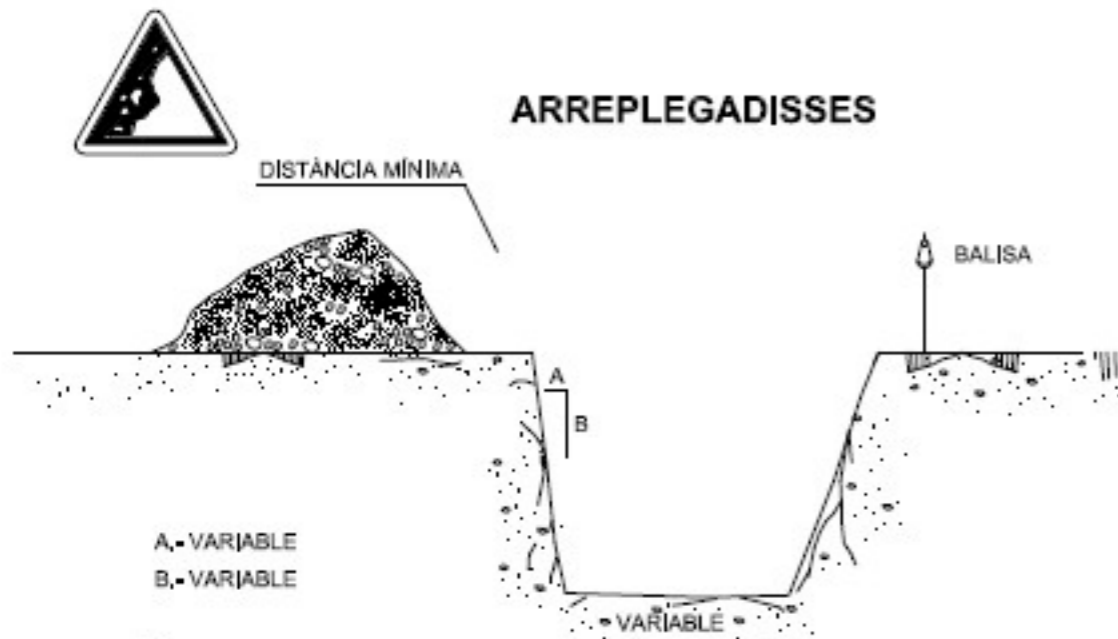 ARREPLEGADISSES
DISTÀNCIA MÍNIMA
BALISA
A
B
A.- VARIABLE
B.- VARIABLE
VARIABLE